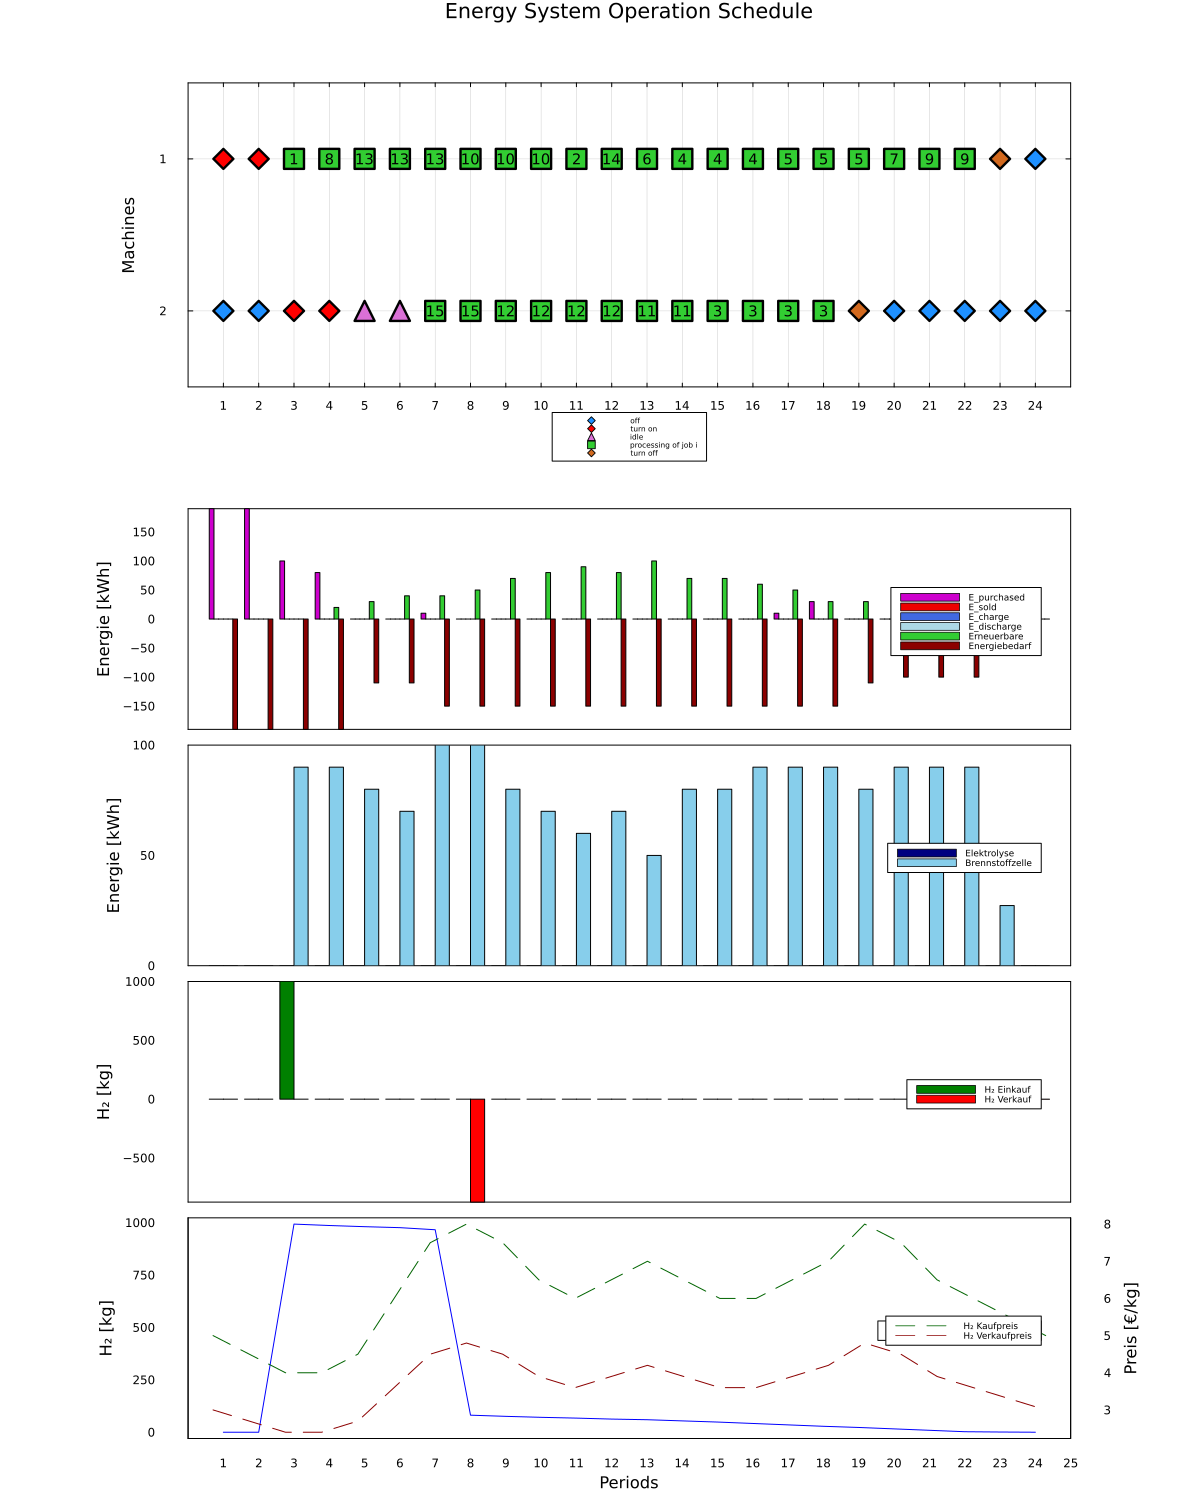 Energy System Operation Schedule
Machines
1
1 8 13 13 13 10 10 10 2 14 6 4 4 4 5 5 5 7 9 9
2
15 15 12 12 12 12 11 11 3 3 3 3
1 2 3 4 5 6 7 8 9 10 11 12 13 14 15 16 17 18 19 20 21 22 23 24
off
turn on
idle
processing of job i
turn off
Energie [kWh]
150
100
50
0
−50
−100
−150
E_purchased
E_sold
E_charge
E_discharge
Erneuerbare
Energiebedarf
Energie [kWh]
100
50
0
Elektrolyse
Brennstoffzelle
H₂ [kg]
1000
500
0
−500
H₂ Einkauf
H₂ Verkauf
H₂ [kg]
1000
750
500
250
0
H₂ Kaufpreis
H₂ Verkaufpreis
8
7
6
5
4
3
Preis [€/kg]
1 2 3 4 5 6 7 8 9 10 11 12 13 14 15 16 17 18 19 20 21 22 23 24 25
Periods